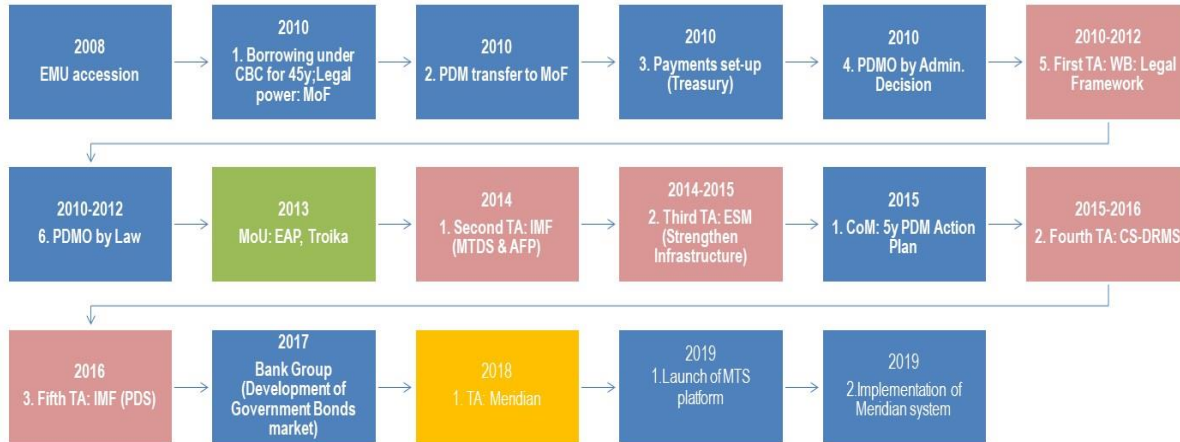 2008
EMU accession
2010
1. Borrowing under
CBC for 45y;Legal
power: MoF
2010
2. PDM transfer to MoF
2010
3. Payments set-up
(Treasury)
2010
4. PDMO by Admin.
Decision
2010-2012
5. First TA: WB: Legal
Framework
2010-2012
6. PDMO by Law
2013
MoU: EAP, Troika
2014
1. Second TA: IMF
(MTDS & AFP)
2014-2015
2. Third TA: ESM
(Strengthen
Infrastructure)
2015
1. CoM: 5y PDM Action
Plan
2015-2016
2. Fourth TA: CS-DRMS
2016
3. Fifth TA: IMF (PDS)
2017
Bank Group
(Development of
Government Bonds
market)
2018
1. TA: Meridian
2019
1.Launch of MTS
platform
2019
2.Implementation of
Meridian system